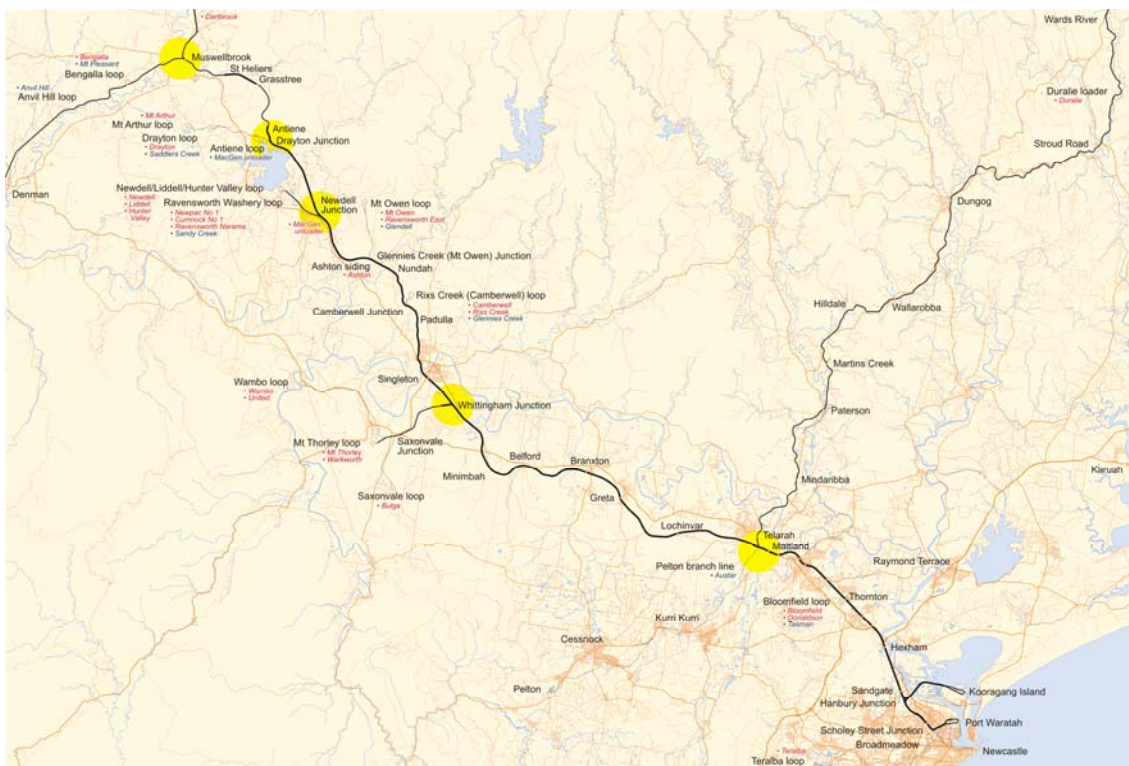 • Dartbrook
Wards River
• Bengalla
• Mt Pleasant
Bengalla loop
Muswellbrook
St Heliers
Grasstree
• Anvil Hill
Anvil Hill loop
Duralie loader
• Duralie
• Mt Arthur
Mt Arthur loop
Drayton loop
• Drayton
• Saddlers Creek
Antiene
Drayton Junction
Antiene loop
• MacGen unloader
Stroud Road
Denman
Newdell/Liddell/Hunter Valley loop
• Newdell
• Liddell
• Hunter
Valley
Ravensworth Washery loop
• Newpac No 1
• Cumnock No 1
• Ravensworth Narama
• Sandy Creek
Newdell
Junction
• MacGen
unloader
Mt Owen loop
• Mt Owen
• Ravensworth East
• Glendell
Dungog
Glennies Creek (Mt Owen) Junction
Ashton siding
• Ashton
Nundah
Rixs Creek (Camberwell) loop
• Camberwell
• Rixs Creek
• Glennies Creek
Camberwell Junction
Padulla
Hilldale
Wallarobba
Martins Creek
Wambo loop
• Wambo
• United
Singleton
Whittingham Junction
Paterson
Mt Thorley loop
• Mt Thorley
• Warkworth
Saxonvale
Junction
Belford
Branxton
Minimbah
Mindaribba
Karuah
Saxonvale loop
• Bulga
Greta
Lochinvar
Telarah
Maitland
Pelton branch line
• Austar
Raymond Terrace
Bloomfield loop
• Bloomfield
• Donaldson
• Tasman
Thornton
Kurri Kurri
Cessnock
Hexham
Pelton
Sandgate
Hanbury Junction
Kooragang Island
Scholey Street Junction
Port Waratah
Broadmeadow
• Teralba
Teralba loop
Newcastle